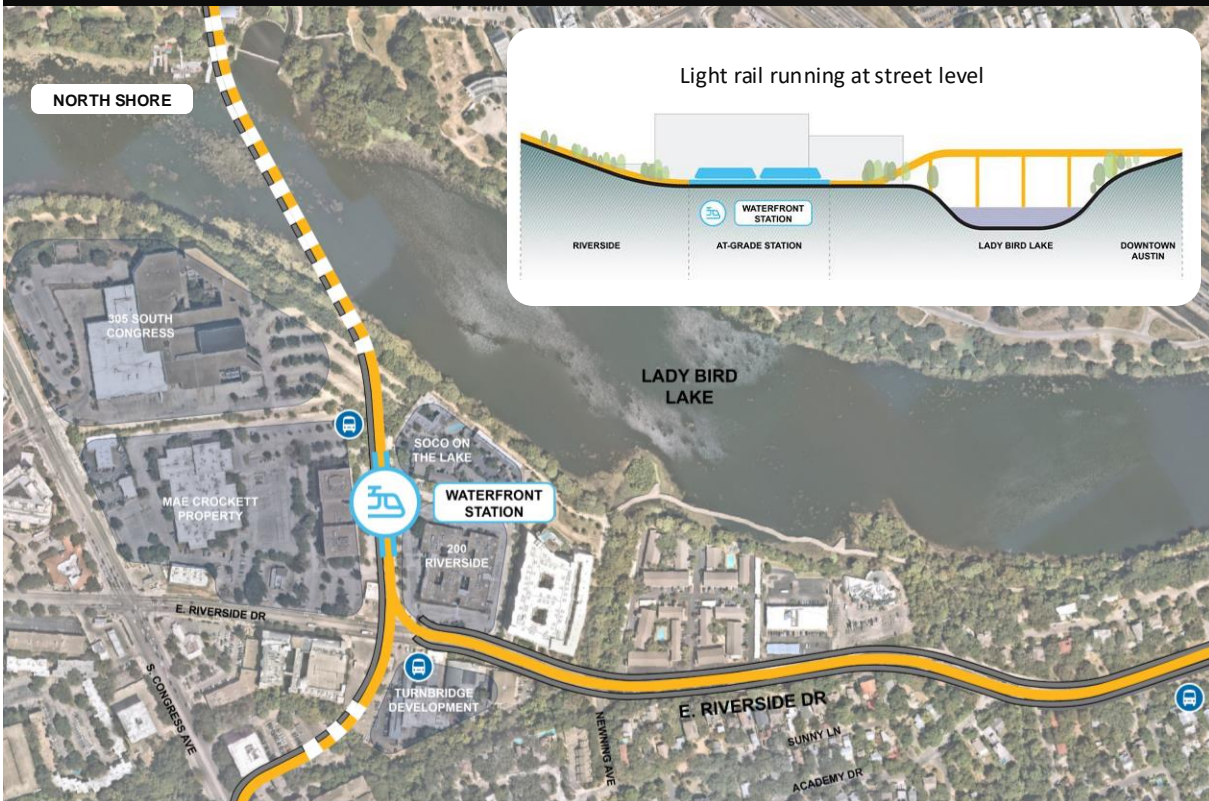 Light rail running at street level
WATERFRONT
STATION
RIVERSIDE
AT-GRADE STATION
LADY BIRD LAKE
DOWNTOWN
AUSTIN
NORTH SHORE
305 SOUTH
CONGRESS
LADY BIRD
LAKE
SOCO ON
THE LAKE
MAE CROCKETT
PROPERTY
WATERFRONT
STATION
200
RIVERSIDE
E. RIVERSIDE DR
S. CONGRESS AVE
TURNBRIDGE
DEVELOPMENT
E. RIVERSIDE DR
NEWNING AVE
SUNNY LN
ACADEMY DR